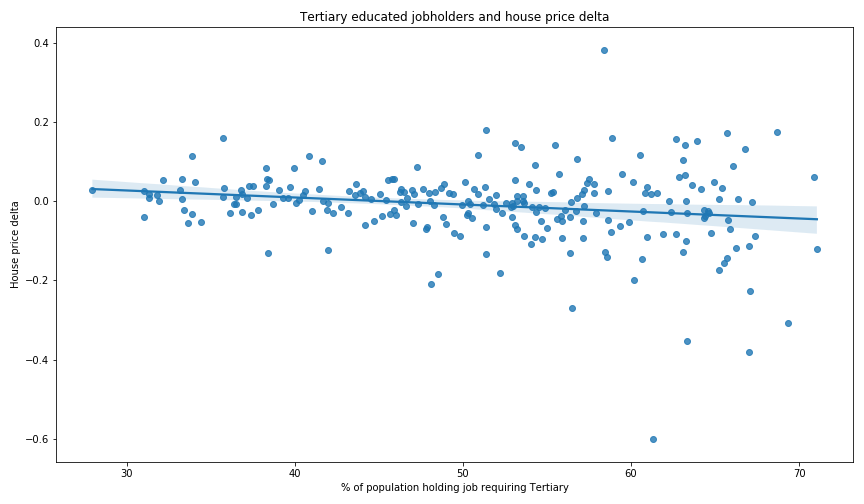 Tertiary educated jobholders and house price delta
0.4
0.2
0.0
−0.2
−0.4
−0.6
House price delta
30 40 50 60 70
% of population holding job requiring Tertiary